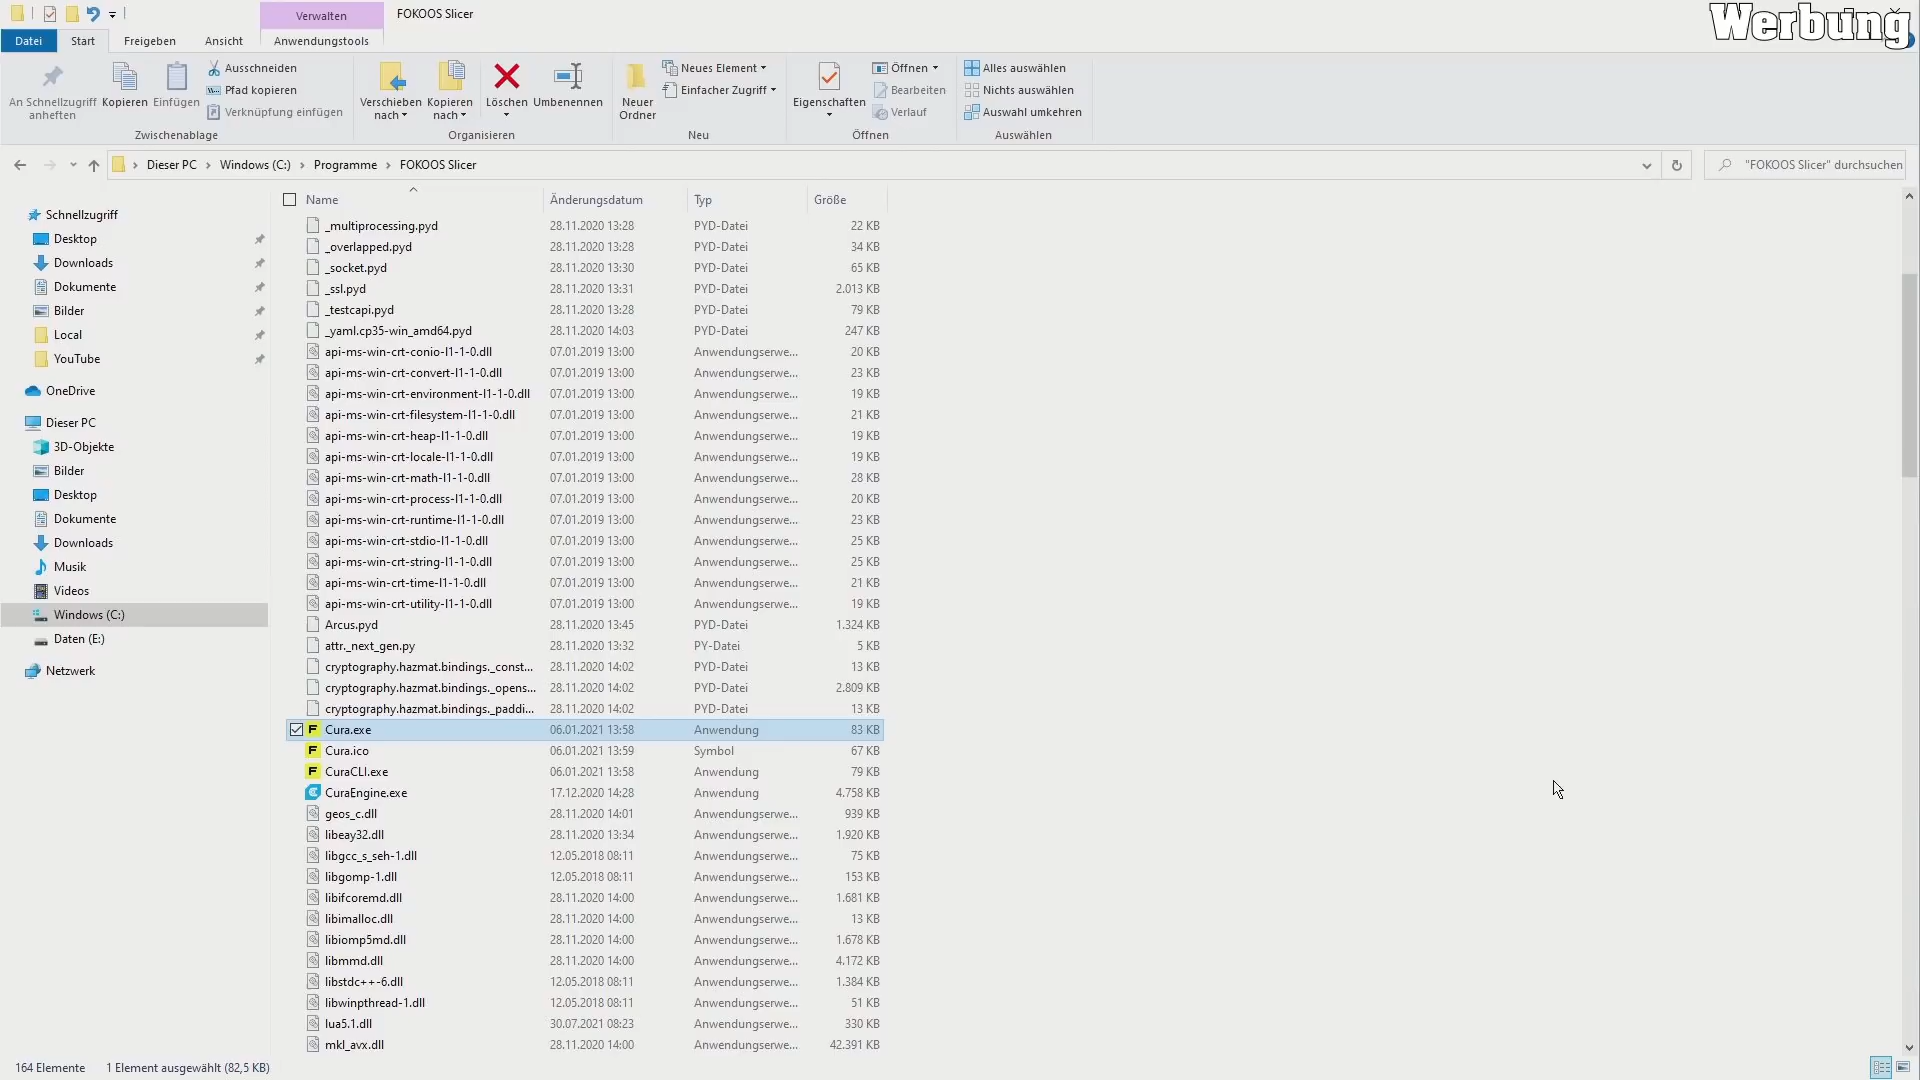 Verwalten
FOKOOS Slicer
Werbung
Datei
Start
Freigeben
Ansicht
Anwendungstools
An Schnellzugriff anheften
Kopieren
Einfügen
Ausschneiden
Pfad kopieren
Verknüpfung einfügen
Zwischenablage
Verschieben nach
Kopieren nach
Löschen
Umbenennen
Organisieren
Neuer Ordner
Neues Element
Einfacher Zugriff
Neu
Eigenschaften
Öffnen
Bearbeiten
Verlauf
Öffnen
Alles auswählen
Nichts auswählen
Auswahl umkehren
Auswählen
Dieser PC > Windows (C:) > Programme > FOKOOS Slicer
"FOKOOS Slicer" durchsuchen
Schnellzugriff
Desktop
Downloads
Dokumente
Bilder
Local
YouTube
OneDrive
Dieser PC
3D-Objekte
Bilder
Desktop
Dokumente
Downloads
Musik
Videos
Windows (C:)
Daten (E:)
Netzwerk
Name Änderungsdatum Typ Größe
_multiprocessing.pyd 28.11.2020 13:28 PYD-Datei 22 KB
_overlapped.pyd 28.11.2020 13:28 PYD-Datei 34 KB
_socket.pyd 28.11.2020 13:30 PYD-Datei 65 KB
_ssl.pyd 28.11.2020 13:31 PYD-Datei 2.013 KB
_testcapi.pyd 28.11.2020 13:28 PYD-Datei 79 KB
_yaml.cp35-win_amd64.pyd 28.11.2020 14:03 PYD-Datei 247 KB
api-ms-win-crt-conio-l1-1-0.dll 07.01.2019 13:00 Anwendungserwe... 20 KB
api-ms-win-crt-convert-l1-1-0.dll 07.01.2019 13:00 Anwendungserwe... 23 KB
api-ms-win-crt-environment-l1-1-0.dll 07.01.2019 13:00 Anwendungserwe... 19 KB
api-ms-win-crt-filesystem-l1-1-0.dll 07.01.2019 13:00 Anwendungserwe... 21 KB
api-ms-win-crt-heap-l1-1-0.dll 07.01.2019 13:00 Anwendungserwe... 19 KB
api-ms-win-crt-locale-l1-1-0.dll 07.01.2019 13:00 Anwendungserwe... 19 KB
api-ms-win-crt-math-l1-1-0.dll 07.01.2019 13:00 Anwendungserwe... 28 KB
api-ms-win-crt-process-l1-1-0.dll 07.01.2019 13:00 Anwendungserwe... 20 KB
api-ms-win-crt-runtime-l1-1-0.dll 07.01.2019 13:00 Anwendungserwe... 23 KB
api-ms-win-crt-stdio-l1-1-0.dll 07.01.2019 13:00 Anwendungserwe... 25 KB
api-ms-win-crt-string-l1-1-0.dll 07.01.2019 13:00 Anwendungserwe... 25 KB
api-ms-win-crt-time-l1-1-0.dll 07.01.2019 13:00 Anwendungserwe... 21 KB
api-ms-win-crt-utility-l1-1-0.dll 07.01.2019 13:00 Anwendungserwe... 19 KB
Arcus.pyd 28.11.2020 13:45 PYD-Datei 1.324 KB
attr._next_gen.py 28.11.2020 13:32 PY-Datei 5 KB
cryptography.hazmat.bindings._const... 28.11.2020 14:02 PYD-Datei 13 KB
cryptography.hazmat.bindings._opens... 28.11.2020 14:02 PYD-Datei 2.809 KB
cryptography.hazmat.bindings._paddi... 28.11.2020 14:02 PYD-Datei 13 KB
Cura.exe 06.01.2021 13:58 Anwendung 83 KB
Cura.ico 06.01.2021 13:59 Symbol 67 KB
CuraCLI.exe 06.01.2021 13:58 Anwendung 79 KB
CuraEngine.exe 17.12.2020 14:28 Anwendung 4.758 KB
geos_c.dll 28.11.2020 14:01 Anwendungserwe... 939 KB
libeay32.dll 28.11.2020 13:34 Anwendungserwe... 1.920 KB
libgcc_s_seh-1.dll 12.05.2018 08:11 Anwendungserwe... 75 KB
libgomp-1.dll 12.05.2018 08:11 Anwendungserwe... 153 KB
libifcoremd.dll 28.11.2020 14:00 Anwendungserwe... 1.681 KB
libimalloc.dll 28.11.2020 14:00 Anwendungserwe... 13 KB
libiomp5md.dll 28.11.2020 14:00 Anwendungserwe... 1.678 KB
libmmd.dll 28.11.2020 14:00 Anwendungserwe... 4.172 KB
libstdc++-6.dll 12.05.2018 08:11 Anwendungserwe... 1.384 KB
libwinpthread-1.dll 12.05.2018 08:11 Anwendungserwe... 51 KB
lua5.1.dll 30.07.2021 08:23 Anwendungserwe... 330 KB
mkl_avx.dll 28.11.2020 14:00 Anwendungserwe... 42.391 KB
164 Elemente 1 Element ausgewählt (82,5 KB)